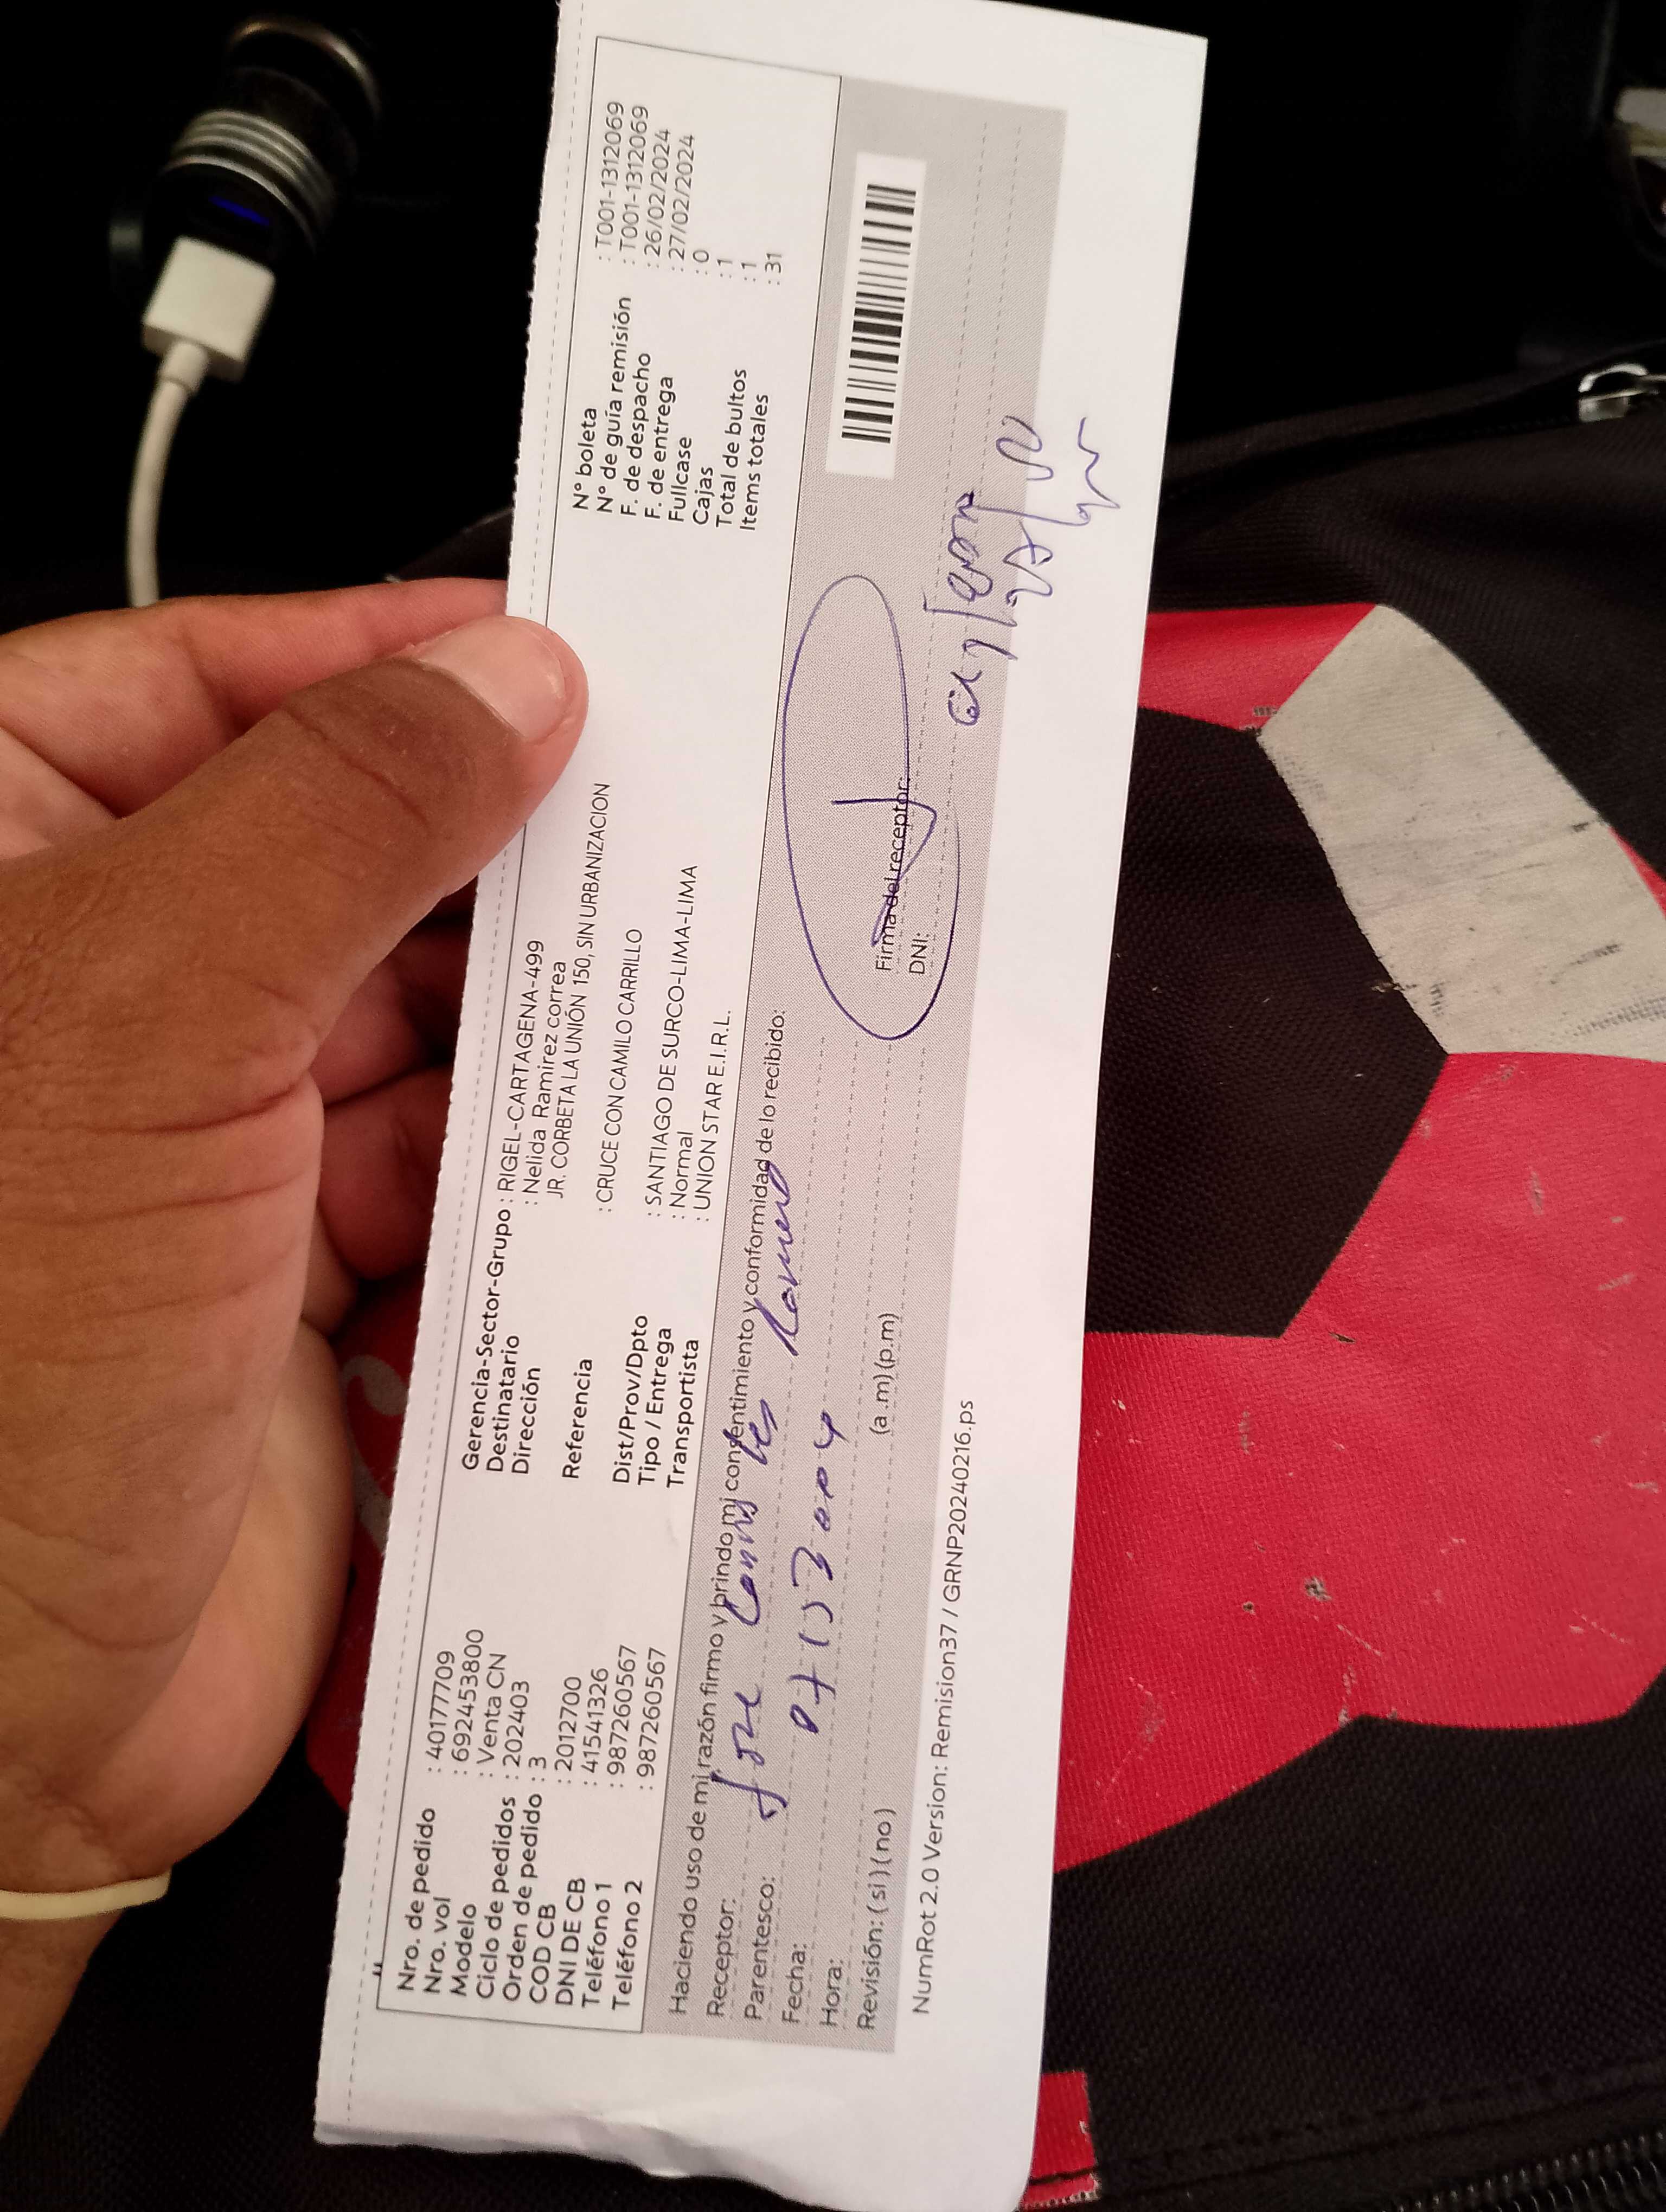 Nro. de pedido : 40177709
Nro. vol : 692453800
Modelo : Venta CN
Ciclo de pedidos : 202403
Orden de pedido : 3
COD CB : 2012700
DNI DE CB : 41541326
Teléfono 1 : 987260567
Teléfono 2 : 987260567
Gerencia-Sector-Grupo : RIGEL-CARTAGENA-499
Destinatario : Nelida Ramirez correa
Dirección JR. CORBETA LA UNIÓN 150, SIN URBANIZACION
Referencia : CRUCE CON CAMILO CARRILLO
Dist/Prov/Dpto : SANTIAGO DE SURCO-LIMA-LIMA
Tipo / Entrega : Normal
Transportista : UNION STAR E.I.R.L.
N° boleta : T001-1312069
N° de guía remisión : T001-1312069
F. de despacho : 26/02/2024
F. de entrega : 27/02/2024
Fullcase : 0
Cajas : 1
Total de bultos : 1
Items totales : 31
Haciendo uso de mi razón firmo y brindo mi consentimiento y conformidad de lo recibido:
Receptor: Jose
Parentesco:
Fecha:
Hora: (a.m) (p.m)
Revisión: ( si ) ( no )
Firma del receptor:
DNI:
NumRot 2.0 Version: Remision37 / GRNP20240216.ps